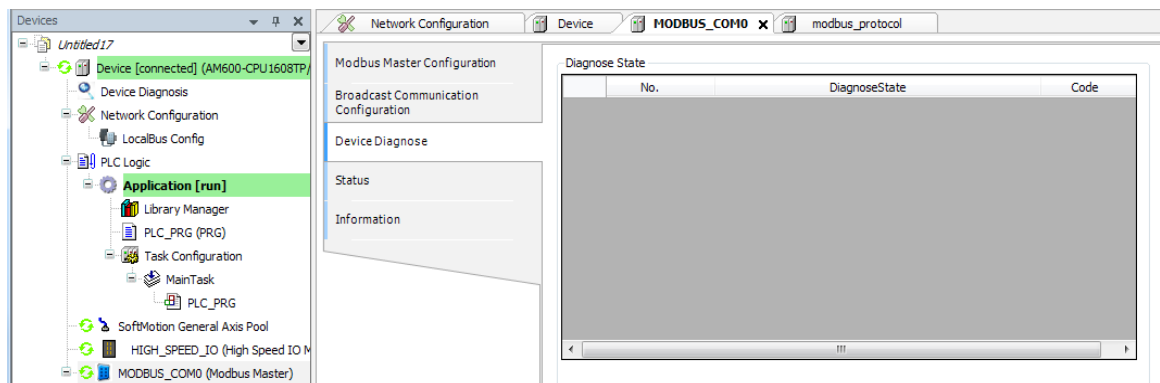 Devices
Untitled17
Device [connected] (AM600-CPU1608TP/
Device Diagnosis
Network Configuration
LocalBus Config
PLC Logic
Application [run]
Library Manager
PLC_PRG (PRG)
Task Configuration
MainTask
PLC_PRG
SoftMotion General Axis Pool
HIGH_SPEED_IO (High Speed IO M
MODBUS_COM0 (Modbus Master)
Network Configuration
Device
MODBUS_COM0
modbus_protocol
Modbus Master Configuration
Broadcast Communication
Configuration
Device Diagnose
Status
Information
Diagnose State
No.
DiagnoseState
Code